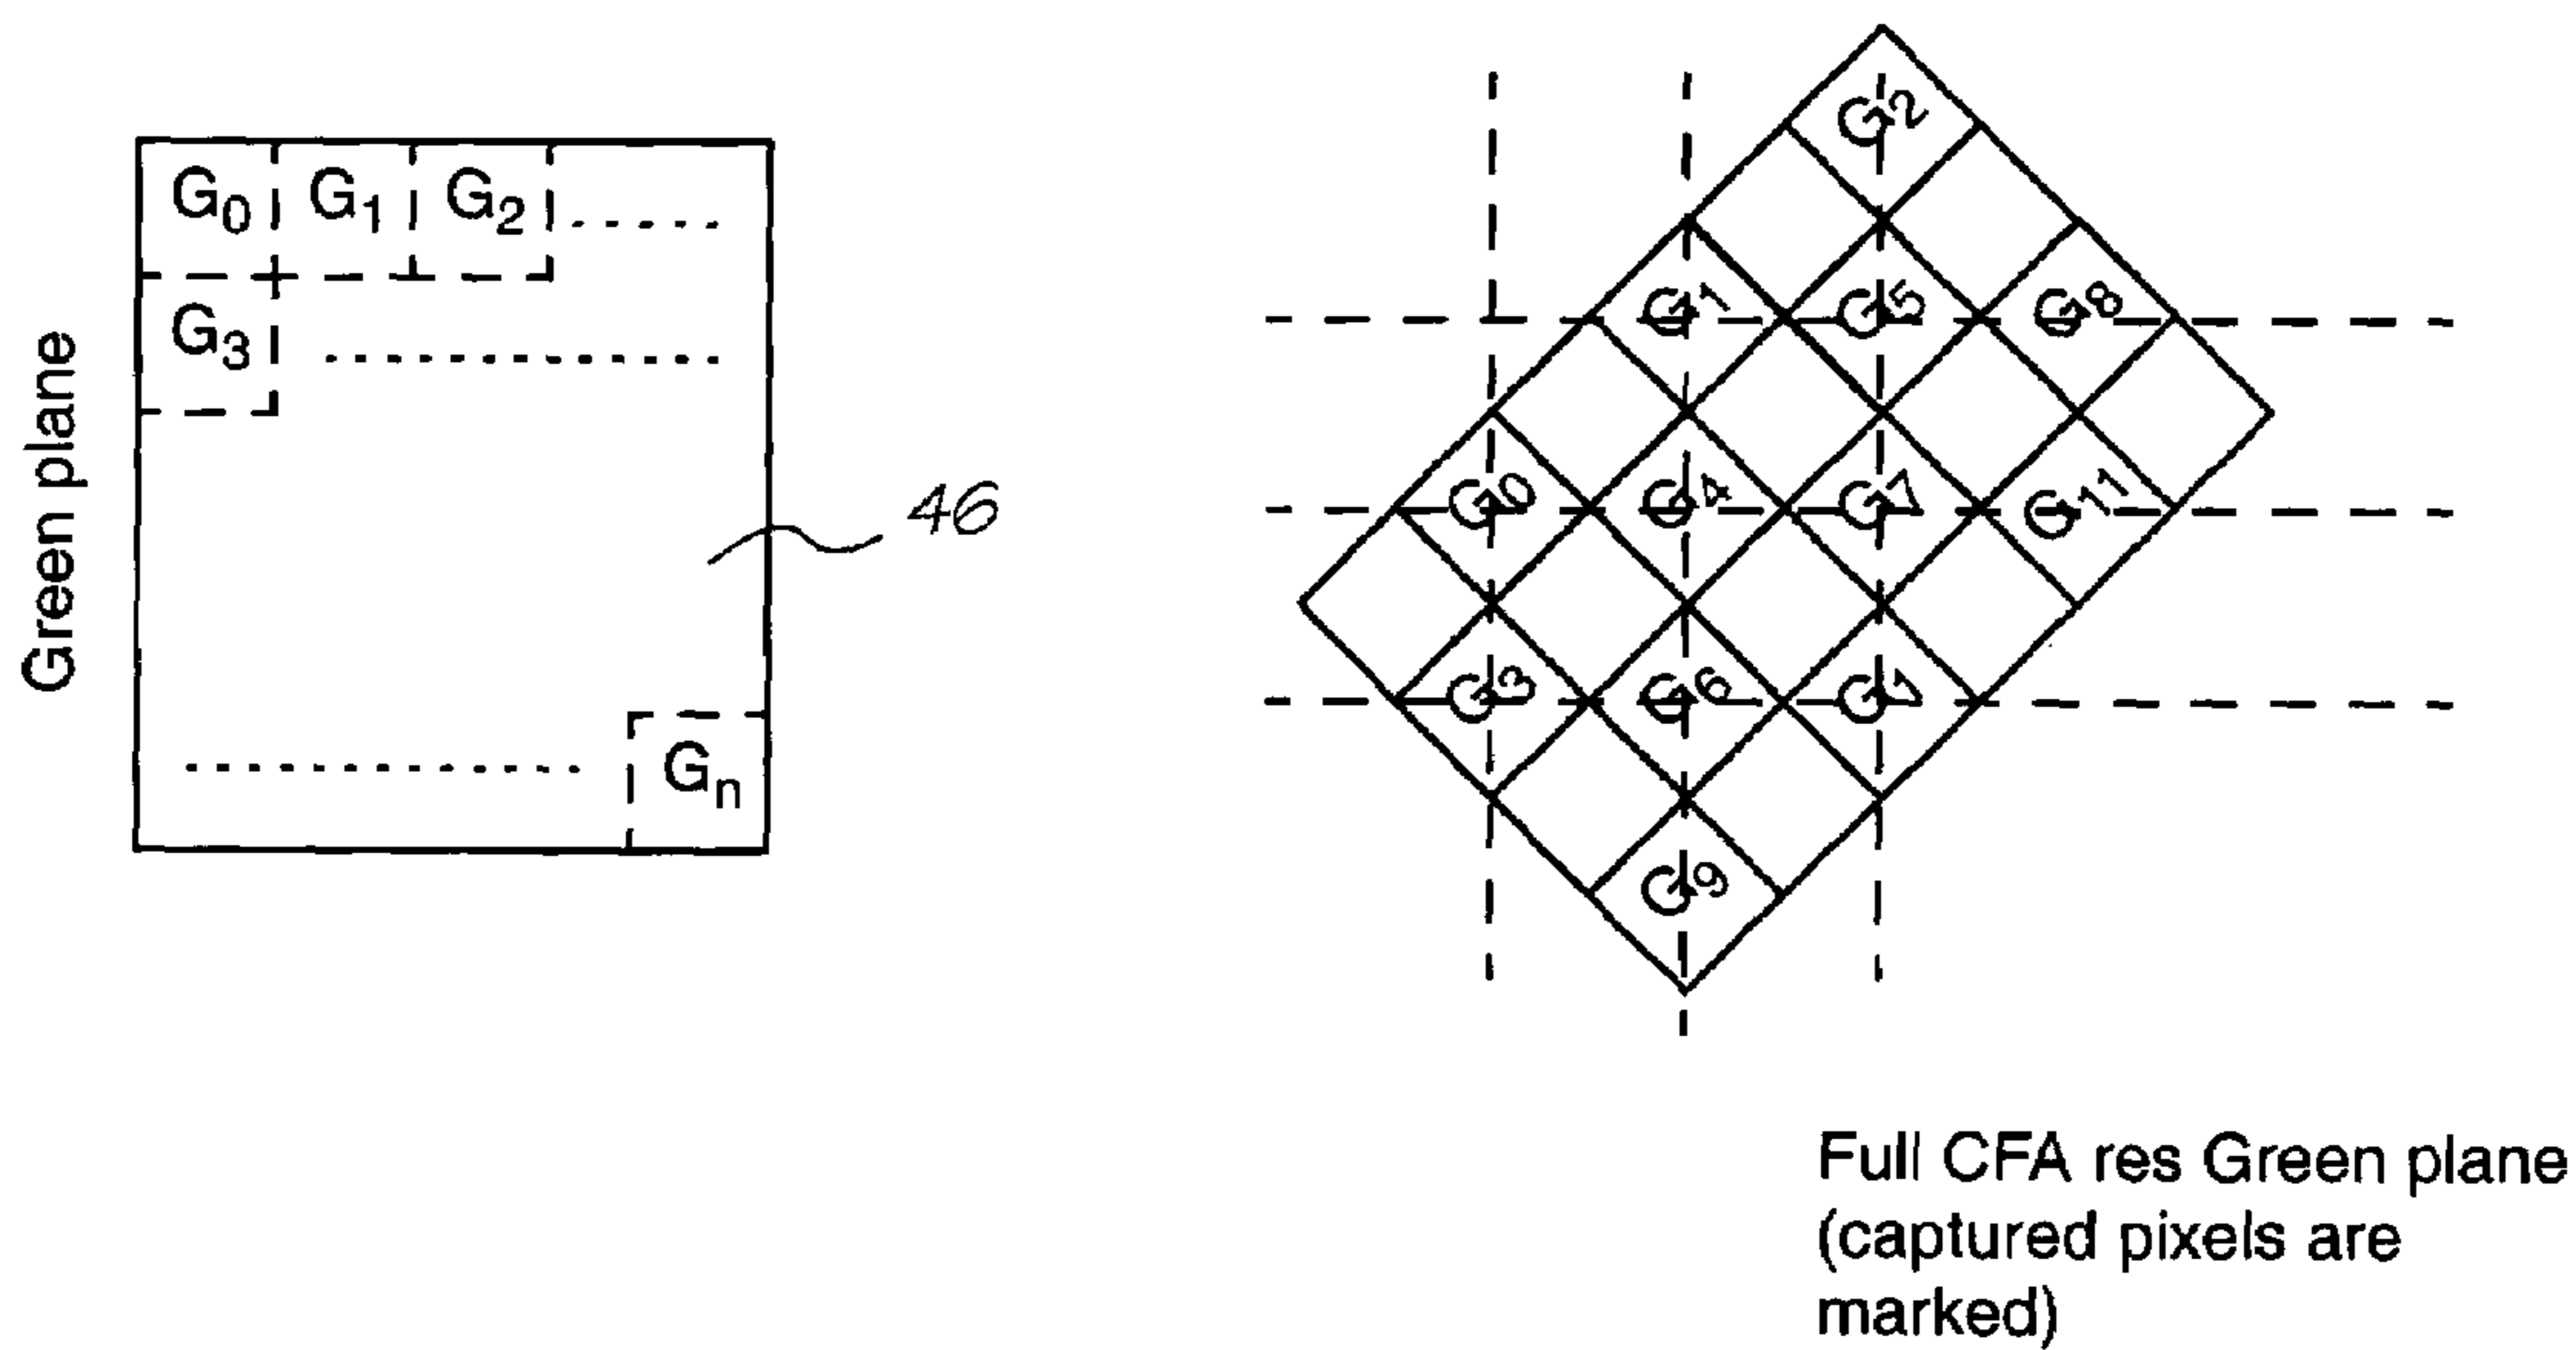 Green plane
G0 G1 G2 .....
G3 .............
............. Gn
46
G2
G1 G5 G8
G0 G4 G7 G11
G3 G6
G9
Full CFA res Green plane
(captured pixels are
marked)